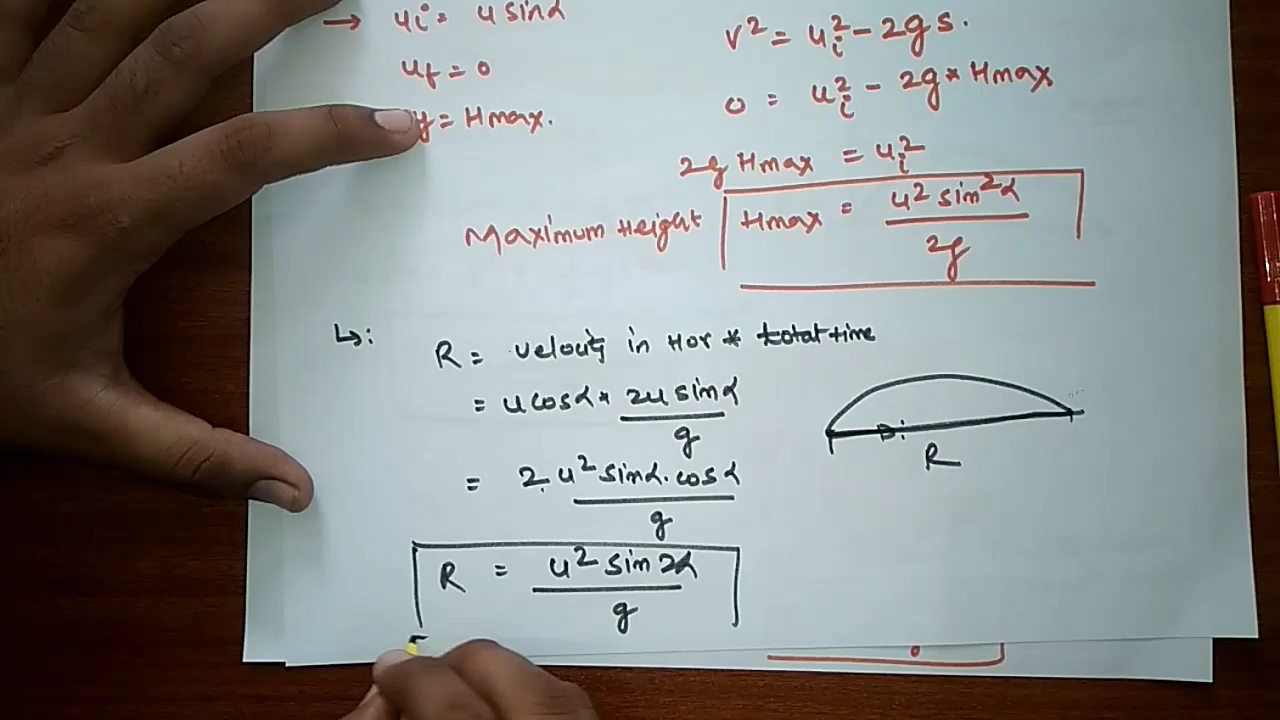 → ui = u sinα
uf = 0
y = Hmax.
v² = ui² - 2gs.
0 = ui² - 2g * Hmax
2g Hmax = ui²
Maximum Height Hmax = u² sin²α / 2g
↳: R = velocity in Hor * total time
= u cosα * 2u sinα / g
= 2. u² sinα. cosα / g
R = u² sin 2α / g
R